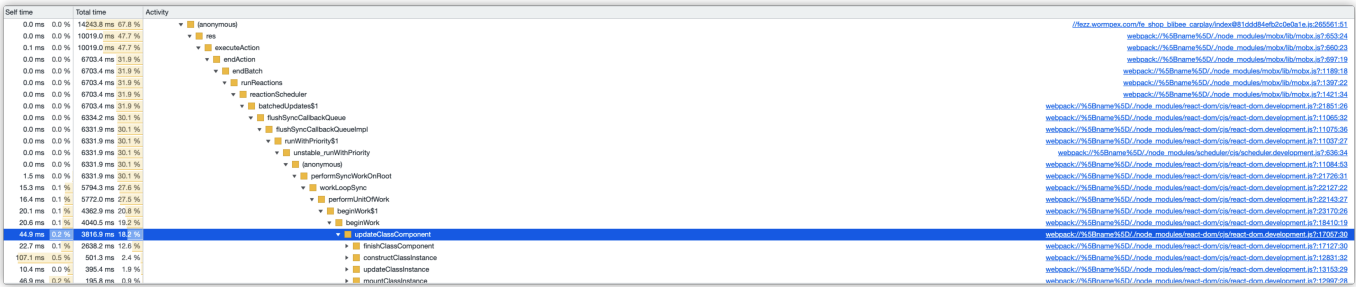 Self time Total time Activity
0.0 ms 0.0 % 14243.8 ms 67.8 % (anonymous) //fezz.wormpex.com/fe_shop_blibee_carplay/index@81ddd84efb2c0e0a1e.js:265561:51
0.0 ms 0.0 % 10019.0 ms 47.7 % res webpack://%5Bname%5D/./node_modules/mobx/lib/mobx.js?:653:24
0.1 ms 0.0 % 10019.0 ms 47.7 % executeAction webpack://%5Bname%5D/./node_modules/mobx/lib/mobx.js?:660:23
0.0 ms 0.0 % 6703.4 ms 31.9 % endAction webpack://%5Bname%5D/./node_modules/mobx/lib/mobx.js?:697:19
0.0 ms 0.0 % 6703.4 ms 31.9 % endBatch webpack://%5Bname%5D/./node_modules/mobx/lib/mobx.js?:1189:18
0.0 ms 0.0 % 6703.4 ms 31.9 % runReactions webpack://%5Bname%5D/./node_modules/mobx/lib/mobx.js?:1397:22
0.0 ms 0.0 % 6703.4 ms 31.9 % reactionScheduler webpack://%5Bname%5D/./node_modules/mobx/lib/mobx.js?:1421:34
0.0 ms 0.0 % 6703.4 ms 31.9 % batchedUpdates$1 webpack://%5Bname%5D/./node_modules/react-dom/cjs/react-dom.development.js?:21851:26
0.0 ms 0.0 % 6334.2 ms 30.1 % flushSyncCallbackQueue webpack://%5Bname%5D/./node_modules/react-dom/cjs/react-dom.development.js?:11065:32
0.0 ms 0.0 % 6331.9 ms 30.1 % flushSyncCallbackQueueImpl webpack://%5Bname%5D/./node_modules/react-dom/cjs/react-dom.development.js?:11075:36
0.0 ms 0.0 % 6331.9 ms 30.1 % runWithPriority$1 webpack://%5Bname%5D/./node_modules/react-dom/cjs/react-dom.development.js?:11037:27
0.0 ms 0.0 % 6331.9 ms 30.1 % unstable_runWithPriority webpack://%5Bname%5D/./node_modules/scheduler/cjs/scheduler.development.js?:636:34
0.0 ms 0.0 % 6331.9 ms 30.1 % (anonymous) webpack://%5Bname%5D/./node_modules/react-dom/cjs/react-dom.development.js?:11084:53
1.5 ms 0.0 % 6331.9 ms 30.1 % performSyncWorkOnRoot webpack://%5Bname%5D/./node_modules/react-dom/cjs/react-dom.development.js?:21726:31
15.3 ms 0.1 % 5794.3 ms 27.6 % workLoopSync webpack://%5Bname%5D/./node_modules/react-dom/cjs/react-dom.development.js?:22127:22
16.4 ms 0.1 % 5772.0 ms 27.5 % performUnitOfWork webpack://%5Bname%5D/./node_modules/react-dom/cjs/react-dom.development.js?:22143:27
20.1 ms 0.1 % 4362.9 ms 20.8 % beginWork$1 webpack://%5Bname%5D/./node_modules/react-dom/cjs/react-dom.development.js?:23170:26
20.6 ms 0.1 % 4040.5 ms 19.2 % beginWork webpack://%5Bname%5D/./node_modules/react-dom/cjs/react-dom.development.js?:18410:19
44.9 ms 0.2 % 3816.9 ms 18.2 % updateClassComponent webpack://%5Bname%5D/./node_modules/react-dom/cjs/react-dom.development.js?:17057:30
22.7 ms 0.1 % 2638.2 ms 12.6 % finishClassComponent webpack://%5Bname%5D/./node_modules/react-dom/cjs/react-dom.development.js?:17127:30
107.1 ms 0.5 % 501.3 ms 2.4 % constructClassInstance webpack://%5Bname%5D/./node_modules/react-dom/cjs/react-dom.development.js?:12831:32
10.4 ms 0.0 % 395.4 ms 1.9 % updateClassInstance webpack://%5Bname%5D/./node_modules/react-dom/cjs/react-dom.development.js?:13153:29
46.9 ms 0.2 % 195.8 ms 0.9 % mountClassInstance webpack://%5Bname%5D/./node_modules/react-dom/cjs/react-dom.development.js?:12997:28